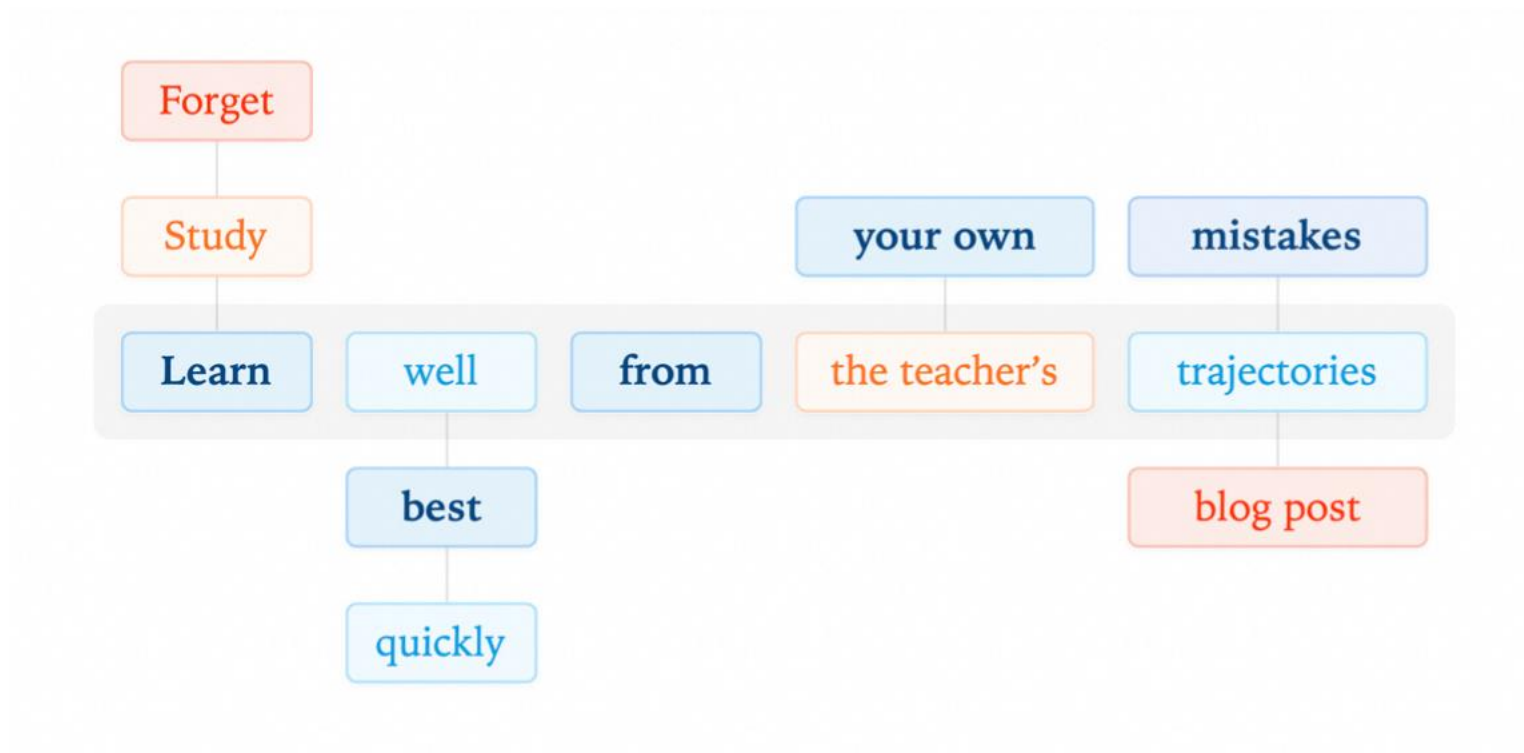 Forget
Study your own mistakes
Learn well from the teacher’s trajectories
best blog post
quickly